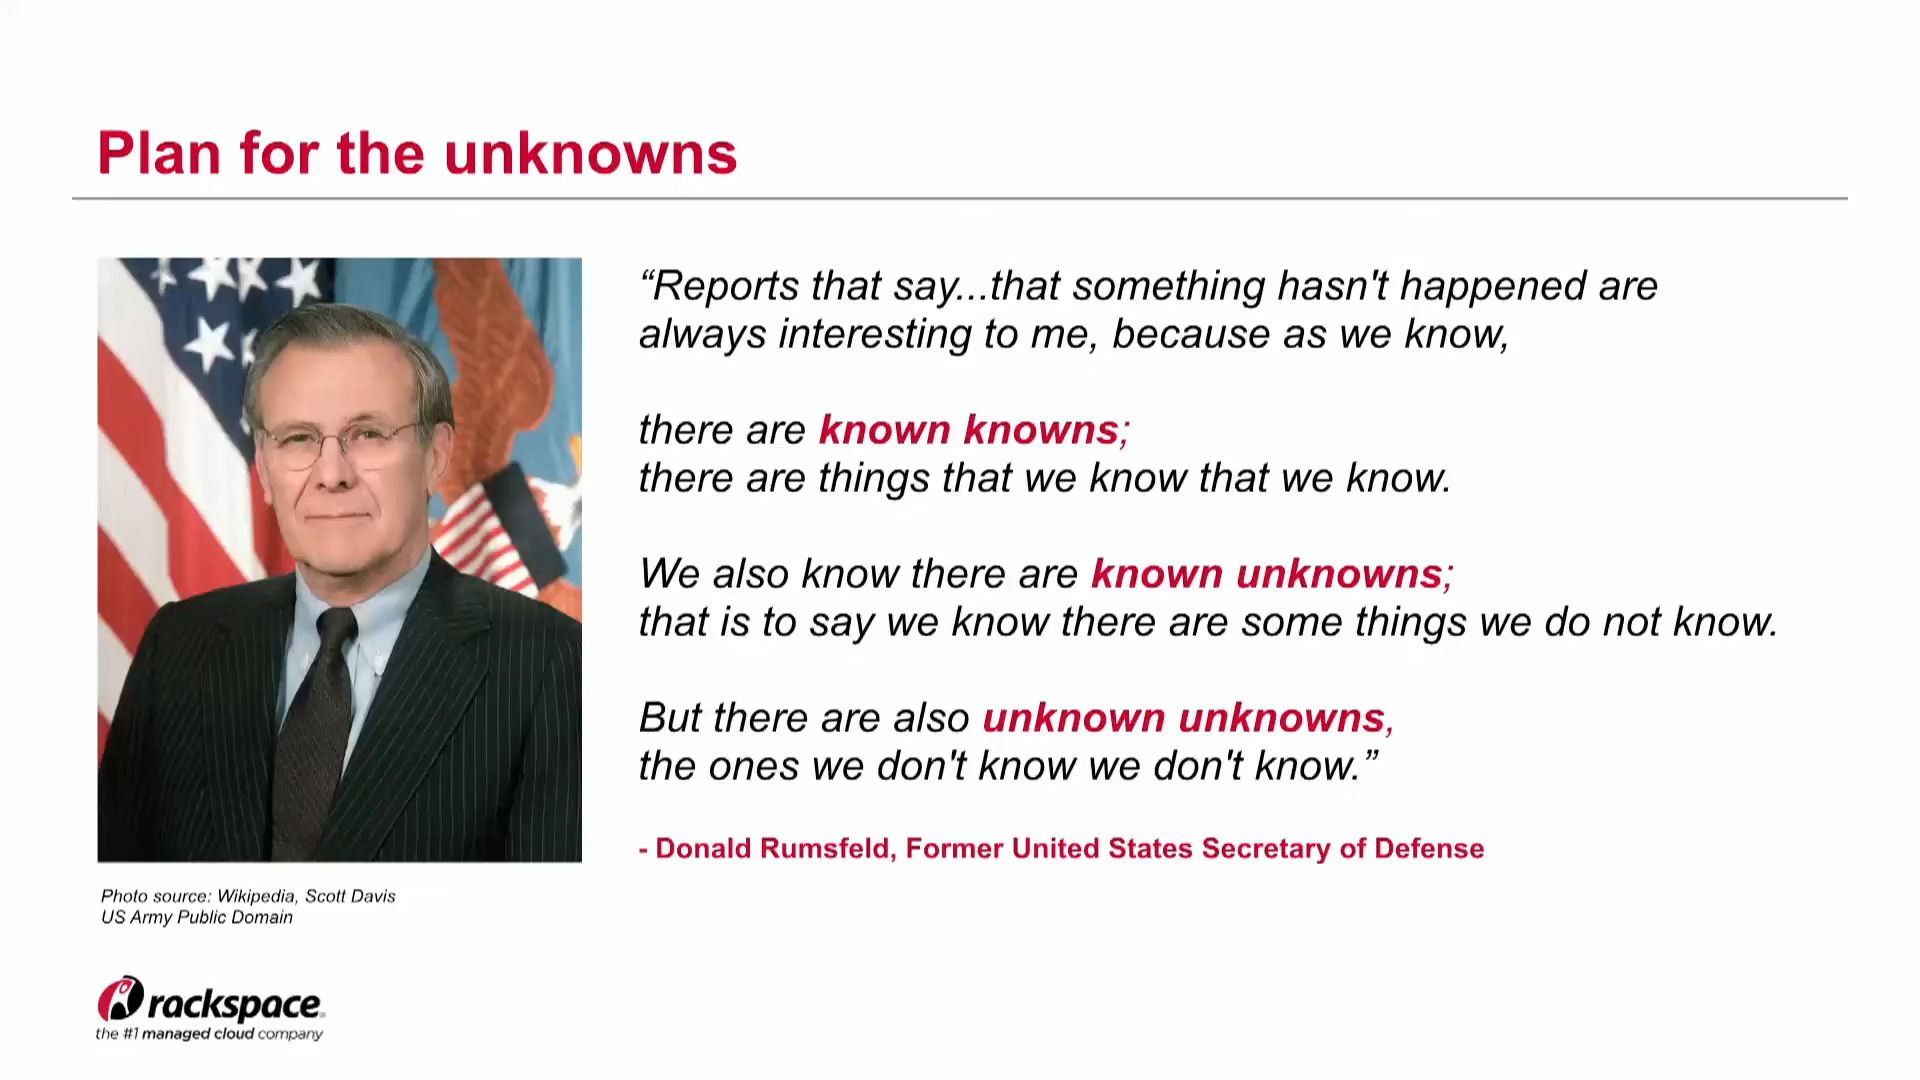 Plan for the unknowns
“Reports that say...that something hasn't happened are
always interesting to me, because as we know,
there are known knowns;
there are things that we know that we know.
We also know there are known unknowns;
that is to say we know there are some things we do not know.
But there are also unknown unknowns,
the ones we don't know we don't know.”
- Donald Rumsfeld, Former United States Secretary of Defense
Photo source: Wikipedia, Scott Davis
US Army Public Domain
rackspace®
the #1 managed cloud company